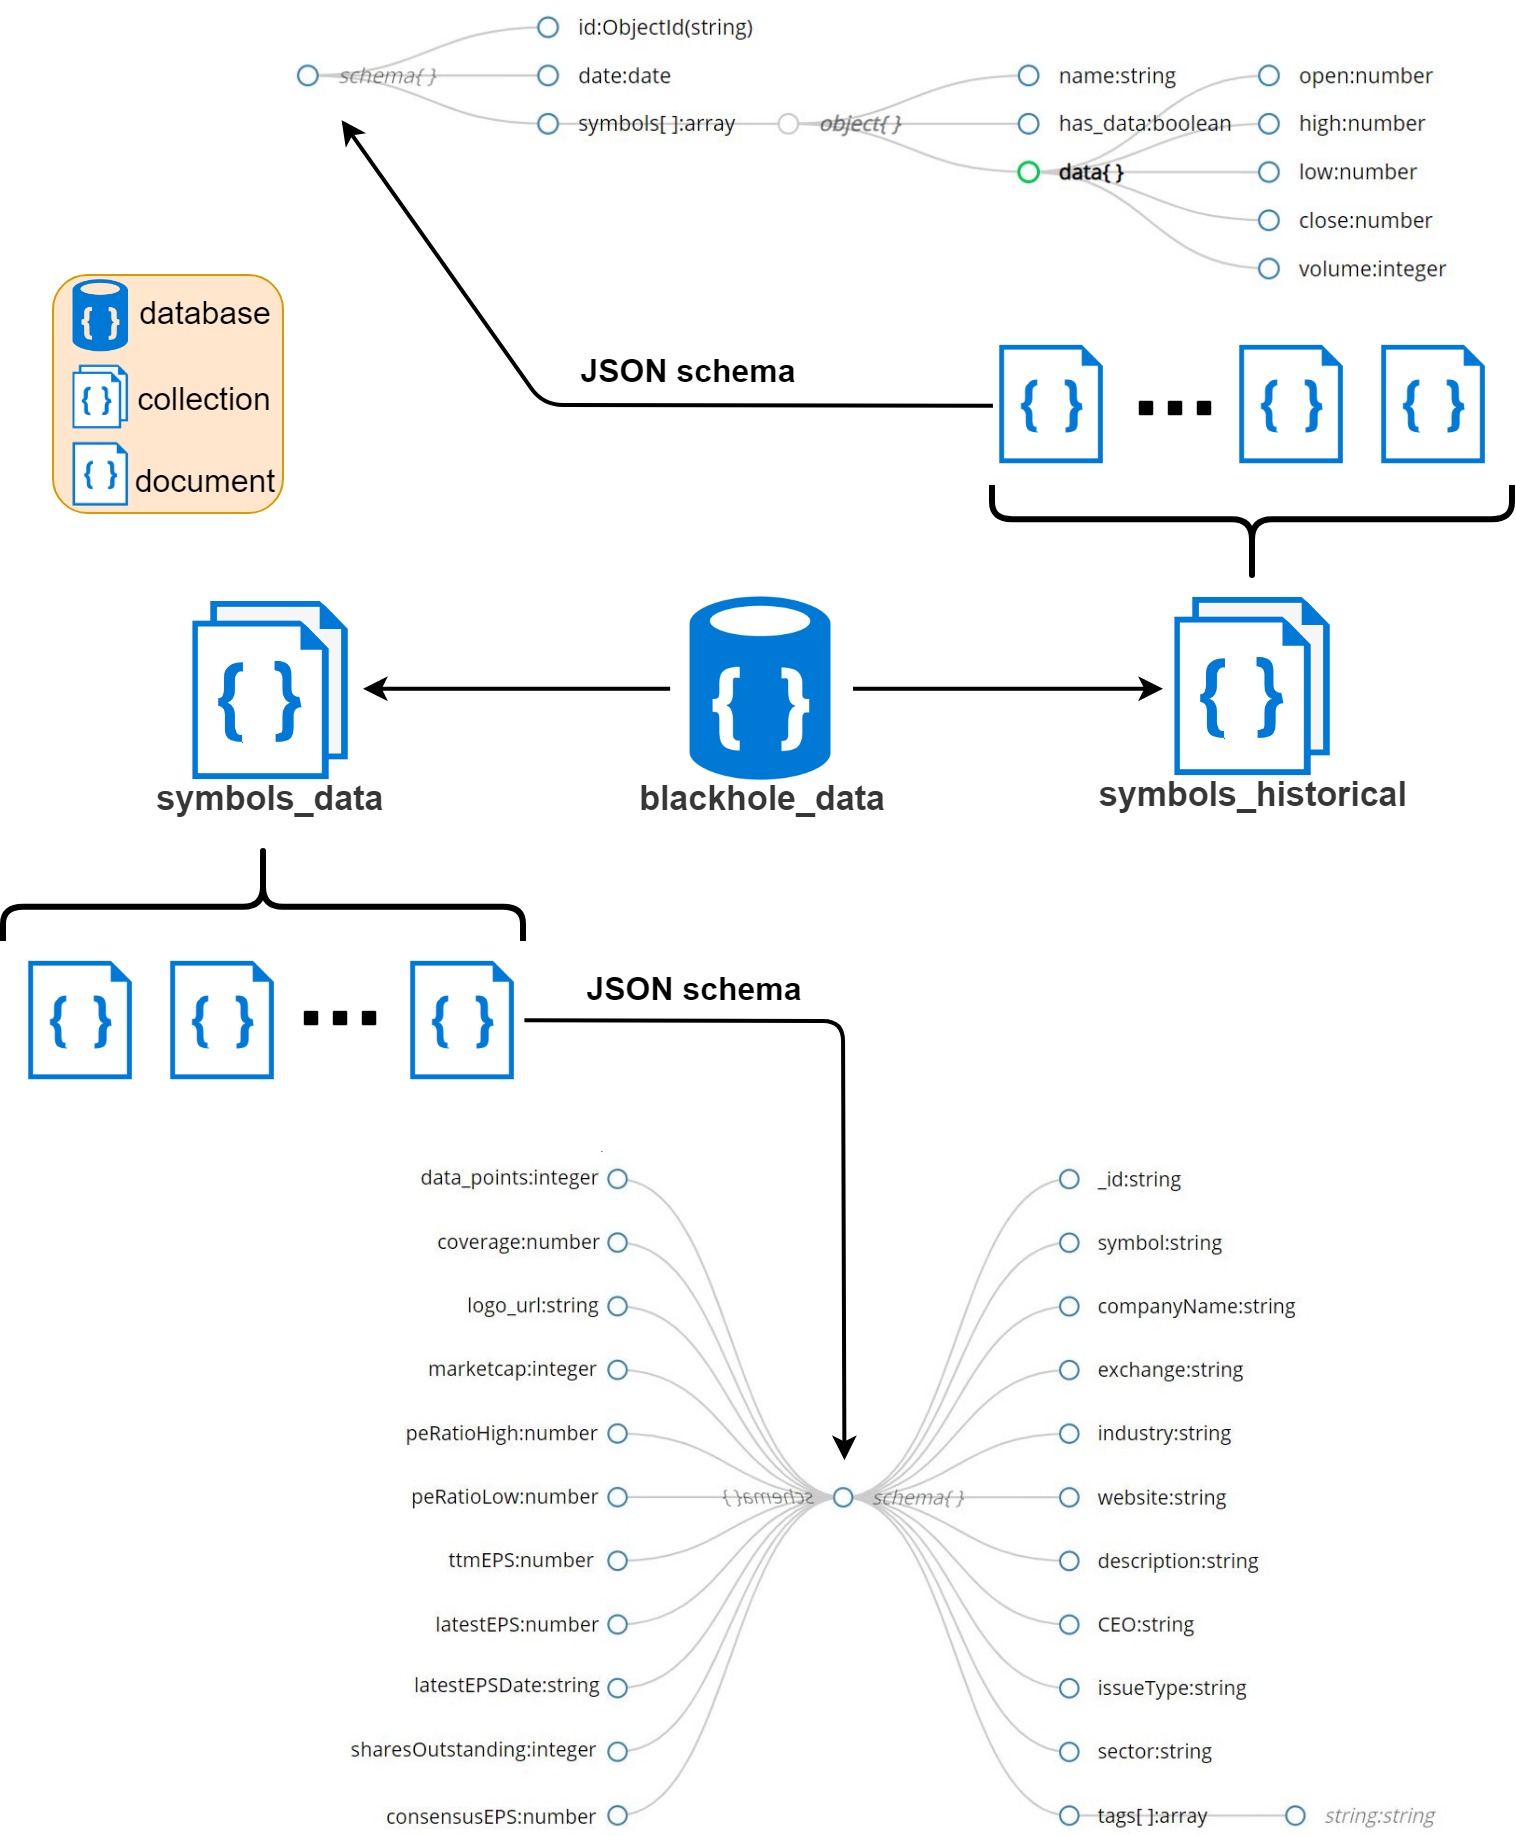 id:ObjectId(string)
schema{ }
date:date
name:string
open:number
symbols[ ]:array
object{ }
has_data:boolean
high:number
data{ }
low:number
close:number
volume:integer
database
collection
document
JSON schema
{ }
{ }
{ }
symbols_data
blackhole_data
symbols_historical
JSON schema
data_points:integer
coverage:number
logo_url:string
marketcap:integer
peRatioHigh:number
peRatioLow:number
ttmEPS:number
latestEPS:number
latestEPSDate:string
sharesOutstanding:integer
consensusEPS:number
schema{ }
schema{ }
_id:string
symbol:string
companyName:string
exchange:string
industry:string
website:string
description:string
CEO:string
issueType:string
sector:string
tags[ ]:array
string:string